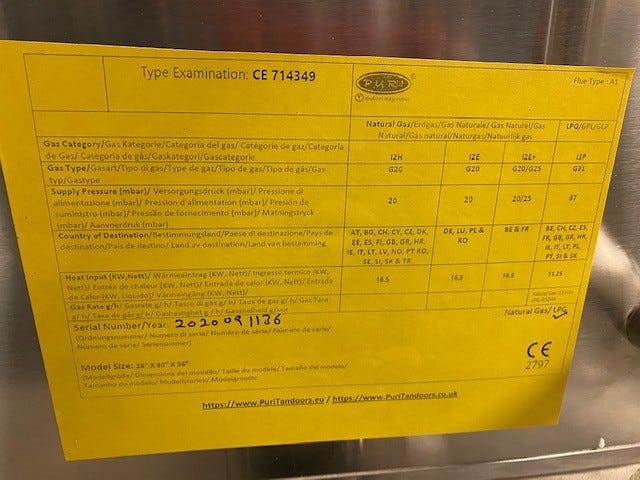 Type Examination: CE 714349
PURI
Flue Type: A1
Natural Gas/Erdgas/Gas Naturale/ Gas Naturel/Gas
Natural/Gás natural/Naturgas/Natuurlijk gas
LPG/GPL/GLP
Gas Category/Gas Kategorie/Categoria del gas/ Catégorie de gaz/Categoría
de Gas/ Categoria de gás/Gaskategori/Gascategorie
I2H I2E I2E+ I3P
Gas Type/Gasart/Tipo di gas/Type de gaz/Tipo de gas/Tipo de gás/Gas
typ/Gastype
G20 G20 G20/G25 G31
Supply Pressure (mbar)/ Versorgungsdruck (mbar)/ Pressione di
alimentazione (mbar)/ Pression d'alimentation (mbar)/ Presión de
suministro (mbar)/ Pressão de fornecimento (mbar)/ Matningstryck
(mbar)/ Aanvoerdruk (mbar)
20 20 20/25 37
Country of Destination/Bestimmungsland/Paese di destinazione/Pays de
destination/País de destino/ Land av destination/Land van bestemming
AT, BG, CH, CY, CZ, DK,
EE, ES, FI, GB, GR, HR,
IE, IT, LT, LV, NO, PT RO,
SE, SI, SK & TR
DE, LU, PL &
RO
BE & FR
BE, CH, CZ, ES,
FR, GB, GR, HR,
IE, IT, LT, PL,
PT, SI & SK
Heat Input (KW,Nett)/ Wärmeeintrag (KW, Nett)/ Ingresso termico (KW,
Nett)/ Entrée de chaleur (KW, Nett)/ Entrada de calor (KW, Nett)/ Entrada
de Calor (KW, Líquido)/ Värmeingång (KW, Nett)
16.5 16.5 16.5 11.25
Gas Rate g/h/ Gasrate g/h/ Tasso di gas g/h/ Taux de gaz g/h/ Gas Tasa
g/h/ Taxa de gás g/h/ Gashastighet g/h/ Gassnelheid g/uur
Serial Number/Year. 2020091136
(Ordnungsnummer/ Numero di serie/ Numéro de série/ Número de serie/
Número de série/ Serienummer)
Natural Gas/ LPG
Model Size: 28" X 30" X 36"
(Modellgröße/ Dimensioni del modello/ Taille du modèle/ Tamaño del modelo/
Tamanho do modelo/ Modellstorlek/ Modelgrootte
CE
2797
https://www.PuriTandoors.eu / https://www.PuriTandoors.co.uk